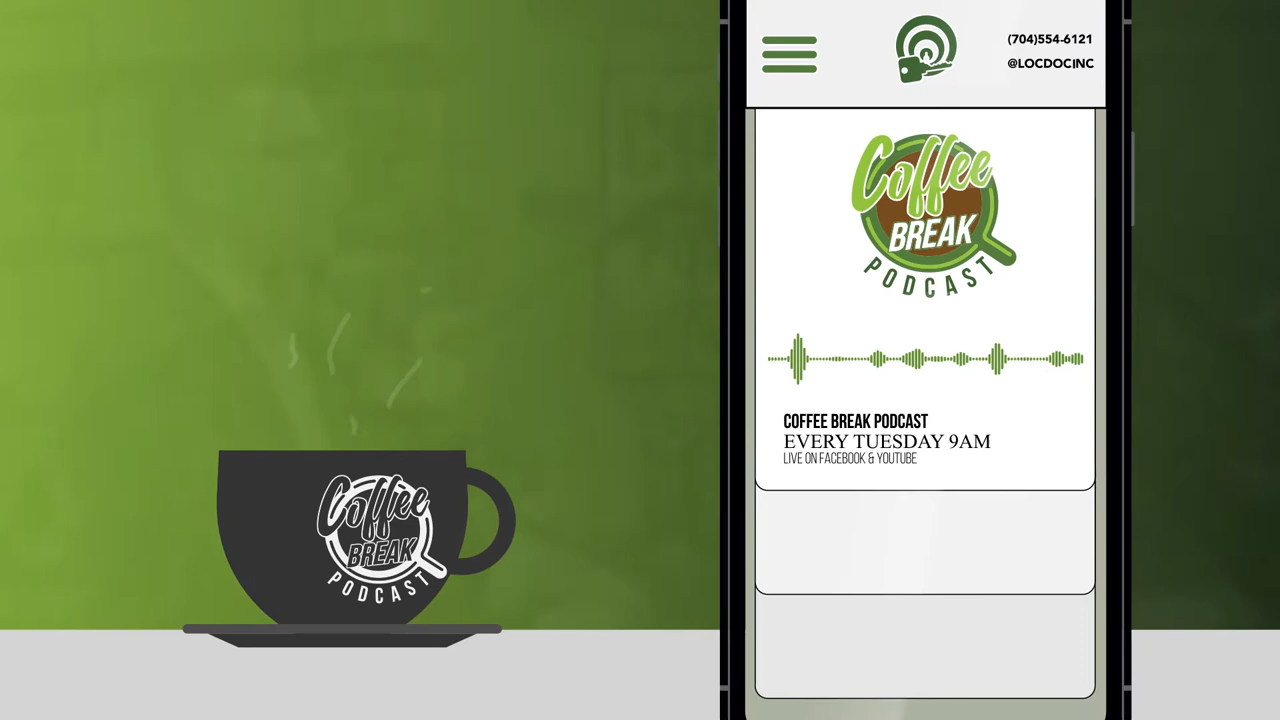 (704)554-6121
@LOCDOCINC
Coffee
BREAK
PODCAST
COFFEE BREAK PODCAST
EVERY TUESDAY 9AM
LIVE ON FACEBOOK & YOUTUBE
Coffee
BREAK
PODCAST